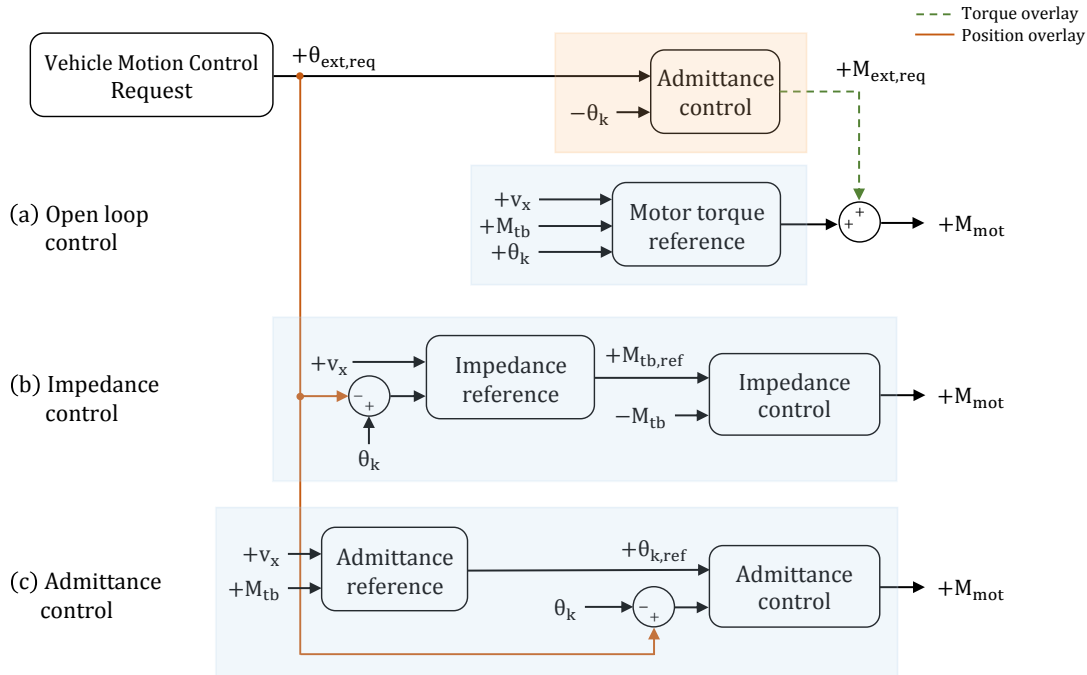 Torque overlay
Position overlay
Vehicle Motion Control
Request
+θext,req
Admittance
control
−θk
+Mext,req
(a) Open loop
control
+vx
+Mtb
+θk
Motor torque
reference
+
+
+Mmot
(b) Impedance
control
+vx
-
+
θk
Impedance
reference
+Mtb,ref
−Mtb
Impedance
control
+Mmot
(c) Admittance
control
+vx
+Mtb
Admittance
reference
+θk,ref
θk
-
+
Admittance
control
+Mmot